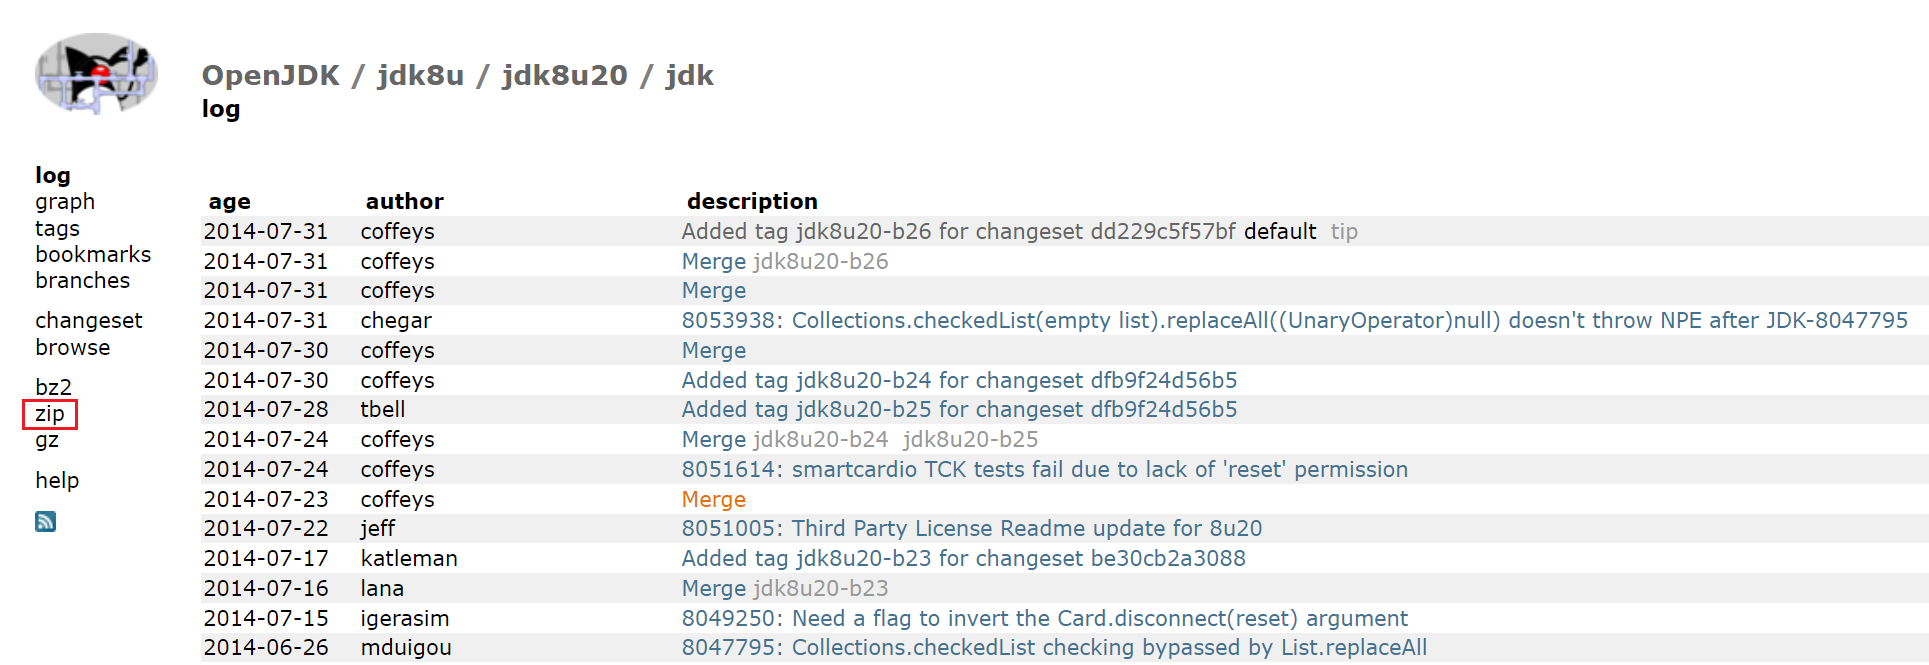 OpenJDK / jdk8u / jdk8u20 / jdk
log
log
graph
tags
bookmarks
branches
changeset
browse
bz2
zip
gz
help
age author description
2014-07-31 coffeys Added tag jdk8u20-b26 for changeset dd229c5f57bf default tip
2014-07-31 coffeys Merge jdk8u20-b26
2014-07-31 coffeys Merge
2014-07-31 chegar 8053938: Collections.checkedList(empty list).replaceAll((UnaryOperator)null) doesn't throw NPE after JDK-8047795
2014-07-30 coffeys Merge
2014-07-30 coffeys Added tag jdk8u20-b24 for changeset dfb9f24d56b5
2014-07-28 tbell Added tag jdk8u20-b25 for changeset dfb9f24d56b5
2014-07-24 coffeys Merge jdk8u20-b24 jdk8u20-b25
2014-07-24 coffeys 8051614: smartcardio TCK tests fail due to lack of 'reset' permission
2014-07-23 coffeys Merge
2014-07-22 jeff 8051005: Third Party License Readme update for 8u20
2014-07-17 katleman Added tag jdk8u20-b23 for changeset be30cb2a3088
2014-07-16 lana Merge jdk8u20-b23
2014-07-15 igerasim 8049250: Need a flag to invert the Card.disconnect(reset) argument
2014-06-26 mduigou 8047795: Collections.checkedList checking bypassed by List.replaceAll